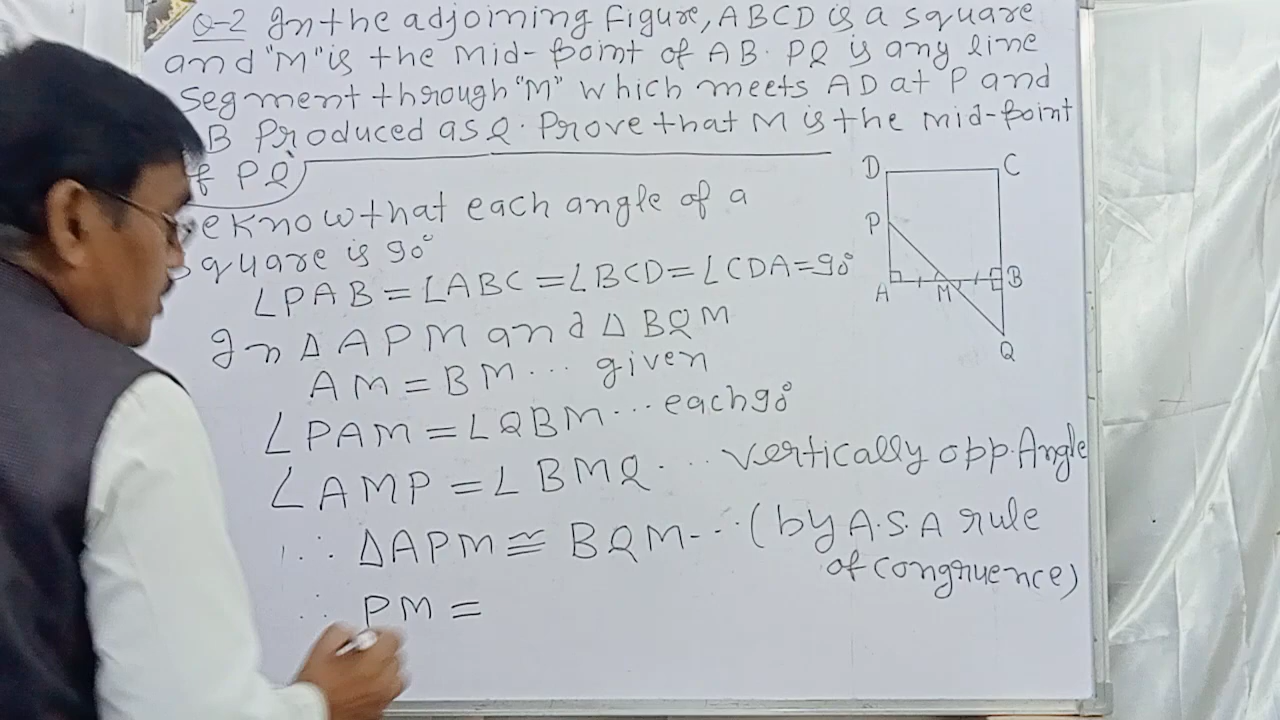 Q-2 In the adjoining figure, ABCD is a square
and "M" is the mid-point of AB. PQ is any line
segment through "M" which meets AD at P and
B produced as Q. Prove that M is the mid-point
f PQ
e know that each angle of a
quare is 90°
∠PAB = ∠ABC = ∠BCD = ∠CDA = 90°
In Δ APM and Δ BQM
AM = BM ... given
∠PAM = ∠QBM ... each 90°
∠AMP = ∠BMQ ... vertically opp. Angle
∴ ΔAPM ≅ BQM-.. (by A.S.A rule
of congruence)
∴ PM =
D
C
P
A
M
B
Q